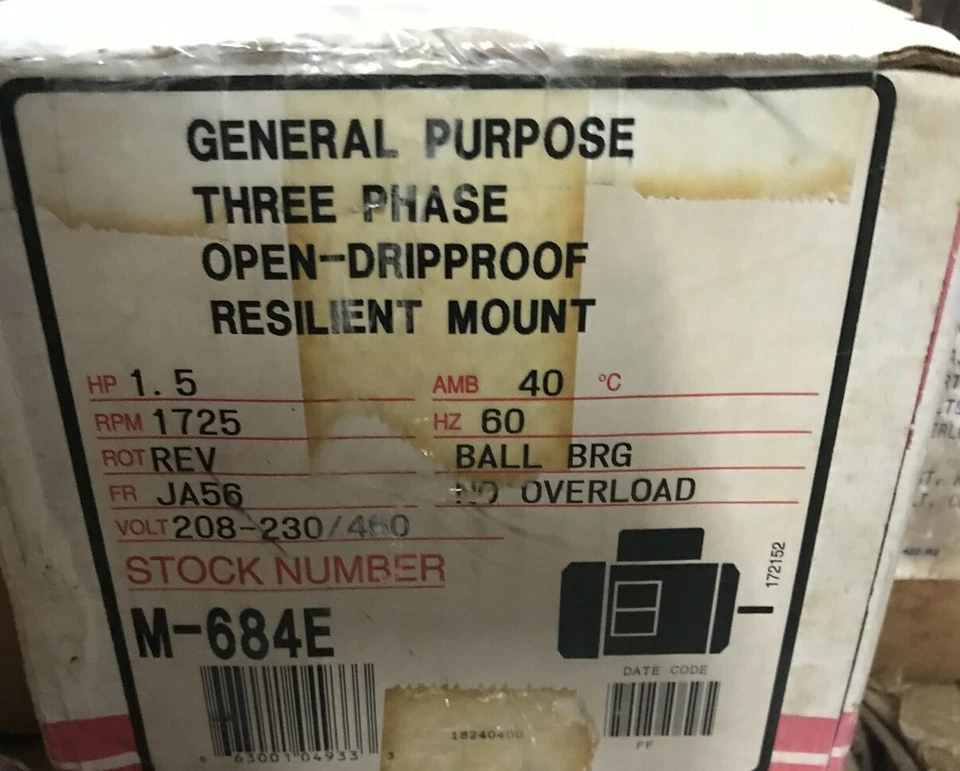 GENERAL PURPOSE
THREE PHASE
OPEN-DRIPPROOF
RESILIENT MOUNT
HP 1.5 AMB 40 °C
RPM 1725 HZ 60
ROT REV BALL BRG
FR JA56 NO OVERLOAD
VOLT 208-230/460
STOCK NUMBER
M-684E
172152
DATE CODE
FF
18240400
6 63001 04933 3